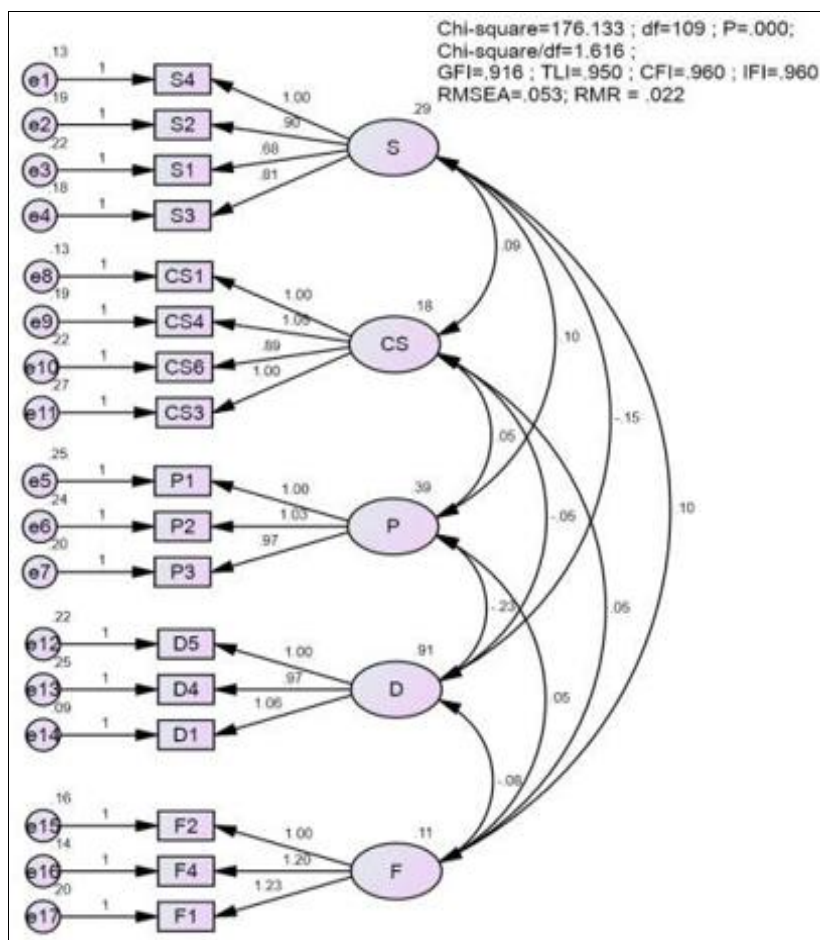 Chi-square=176.133 ; df=109 ; P=.000;
Chi-square/df=1.616 ;
GFI=.916 ; TLI=.950 ; CFI=.960 ; IFI=.960
RMSEA=.053; RMR = .022
.13
e1 1 S4
.19
e2 1 S2
.22
e3 1 S1
.18
e4 1 S3
1.00
.90
.68
.81
.29
S
.13
e8 1 CS1
.19
e9 1 CS4
.22
e10 1 CS6
.27
e11 1 CS3
1.00
.89
1.00
.18
CS
.25
e5 1 P1
.24
e6 1 P2
.20
e7 1 P3
1.00
1.03
.97
.39
P
.22
e12 1 D5
.25
e13 1 D4
.09
e14 1 D1
1.00
.97
1.06
.91
D
.16
e15 1 F2
.14
e16 1 F4
.20
e17 1 F1
1.00
1.20
1.23
.11
F
.09
.10
-.15
.10
.05
-.23
.05
-.08